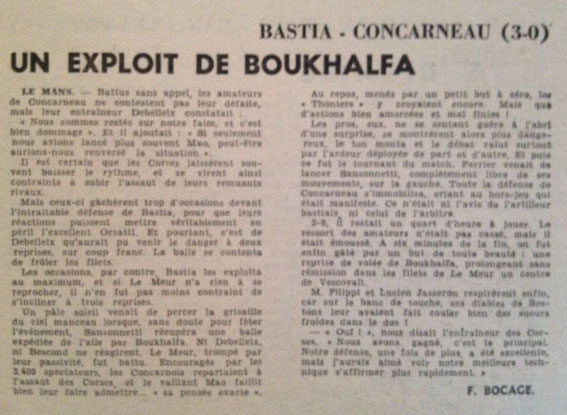 BASTIA - CONCARNEAU (3-0)
UN EXPLOIT DE BOUKHALFA
LE MANS. — Battus sans appel, les amateurs
de Concarneau ne contestent pas leur défaite,
mais leur entraîneur Debelleix constatait :
« Nous sommes restés sur notre faim, et c'est
bien dommage ». Et il ajoutait : « Si seulement
nous avions lancé plus souvent Mao, peut-être
aurions-nous renversé la situation ».
Il est certain que les Corses laissèrent sou-
vent baisser le rythme, et se virent ainsi
contraints à subir l'assaut de leurs remuants
rivaux.
Mais ceux-ci gâchèrent trop d'occasions devant
l'intraitable défense de Bastia, pour que leurs
réactions puissent mettre véritablement en
péril l'excellent Orsatti. Et pourtant, c'est de
Debelleix qu'aurait pu venir le danger à deux
reprises, sur coup franc. La balle se contenta
de frôler les filets.
Les occasions, par contre, Bastia les exploita
au maximum, et si Le Meur n'a rien à se
reprocher, il n'en fut pas moins contraint de
s'incliner à trois reprises.
Un pâle soleil venait de percer la grisaille
du ciel manceau lorsque, sans doute pour fêter
l'événement, Sansonnetti récupéra une balle
expédiée de l'aile par Boukhalfa. Ni Debelleix,
ni Bescond ne réagirent. Le Meur, trompé par
leur passivité, fut battu. Encouragés par les
2.400 spectateurs, les Concarnois repartaient à
l'assaut des Corses, et le vaillant Mao faillit
bien leur faire admettre... « sa pensée exacte ».
Au repos, menés par un petit but à zéro, les
« Thoniers » y croyaient encore. Mais que
d'actions bien amorcées et mal finies !
Les pros, eux, ne se sentant guère à l'abri
d'une surprise, se montrèrent alors plus dange-
reux, le ton monta et le débat valut surtout
par l'ardeur déployée de part et d'autre. Et puis
ce fut le tournant du match. Ferrier venait de
lancer Sansonnetti, complètement libre de ses
mouvements, sur la gauche. Toute la défense de
Concarneau s'immobilisa, criant au hors-jeu qui
était manifeste. Ce n'était ni l'avis de l'artilleur
bastiais, ni celui de l'arbitre.
2-0, il restait un quart d'heure à jouer. Le
ressort des amateurs n'était pas cassé, mais il
était émoussé. A six minutes de la fin, on fut
enfin gâté par un but de toute beauté : une
reprise de volée de Boukhalfa, prolongeant sans
rémission dans les filets de Le Meur un centre
de Vescovali.
M. Filippi et Lucien Jasseron respirèrent enfin,
car sur le banc de touche, ces diables de Bre-
tons leur avaient fait couler bien des sueurs
froides dans le dos !
— « Ouf ! », nous disait l'entraîneur des Cor-
ses. « Nous avons gagné, c'est le principal.
Notre défense, une fois de plus, a été excellente,
mais j'aurais aimé voir notre meilleure tech-
nique s'affirmer plus rapidement. »
F. BOCAGE.